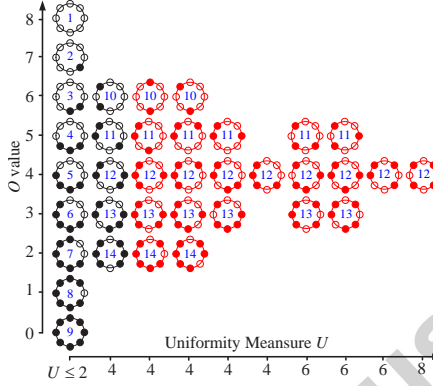 8 1
7 2
6 3 10 10 10
5 4 11 11 11 11 11 11
O value
4 5 12 12 12 12 12 12 12 12 12
3 6 13 13 13 13 13 13
2 7 14 14 14
1 8
0 9
Uniformity Meansure U
U ≤ 2 4 4 4 4 4 6 6 6 8